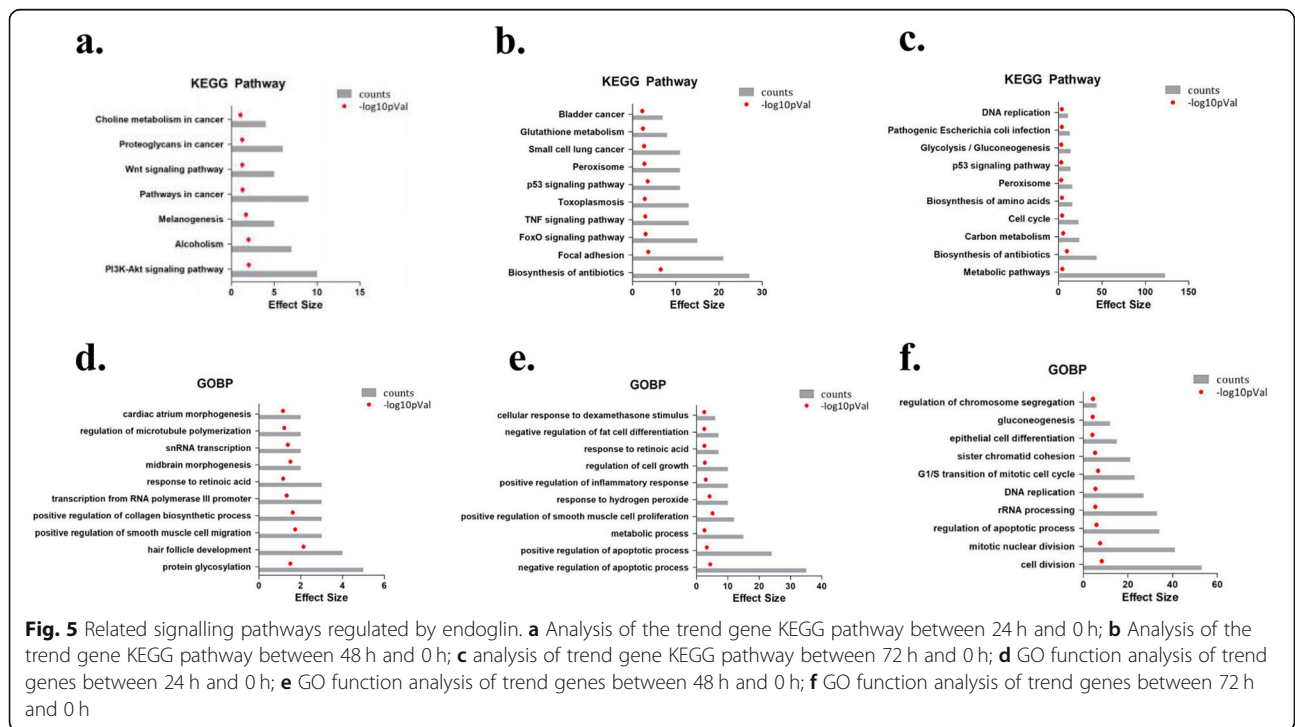 a.
KEGG Pathway
counts
-log10pVal
Choline metabolism in cancer
Proteoglycans in cancer
Wnt signaling pathway
Pathways in cancer
Melanogenesis
Alcoholism
PI3K-Akt signaling pathway
0 5 10 15
Effect Size
b.
KEGG Pathway
counts
-log10pVal
Bladder cancer
Glutathione metabolism
Small cell lung cancer
Peroxisome
p53 signaling pathway
Toxoplasmosis
TNF signaling pathway
FoxO signaling pathway
Focal adhesion
Biosynthesis of antibiotics
0 10 20 30
Effect Size
c.
KEGG Pathway
counts
-log10pVal
DNA replication
Pathogenic Escherichia coli infection
Glycolysis / Gluconeogenesis
p53 signaling pathway
Peroxisome
Biosynthesis of amino acids
Cell cycle
Carbon metabolism
Biosynthesis of antibiotics
Metabolic pathways
0 50 100 150
Effect Size
d.
GOBP
counts
-log10pVal
cardiac atrium morphogenesis
regulation of microtubule polymerization
snRNA transcription
midbrain morphogenesis
response to retinoic acid
transcription from RNA polymerase III promoter
positive regulation of collagen biosynthetic process
positive regulation of smooth muscle cell migration
hair follicle development
protein glycosylation
0 2 4 6
Effect Size
e.
GOBP
counts
-log10pVal
cellular response to dexamethasone stimulus
negative regulation of fat cell differentiation
response to retinoic acid
regulation of cell growth
positive regulation of inflammatory response
response to hydrogen peroxide
positive regulation of smooth muscle cell proliferation
metabolic process
positive regulation of apoptotic process
negative regulation of apoptotic process
0 10 20 30 40
Effect Size
f.
GOBP
counts
-log10pVal
regulation of chromosome segregation
gluconeogenesis
epithelial cell differentiation
sister chromatid cohesion
G1/S transition of mitotic cell cycle
DNA replication
rRNA processing
regulation of apoptotic process
mitotic nuclear division
cell division
0 20 40 60
Effect Size
Fig. 5 Related signalling pathways regulated by endoglin. a Analysis of the trend gene KEGG pathway between 24 h and 0 h; b Analysis of the
trend gene KEGG pathway between 48 h and 0 h; c analysis of trend gene KEGG pathway between 72 h and 0 h; d GO function analysis of trend
genes between 24 h and 0 h; e GO function analysis of trend genes between 48 h and 0 h; f GO function analysis of trend genes between 72 h
and 0 h